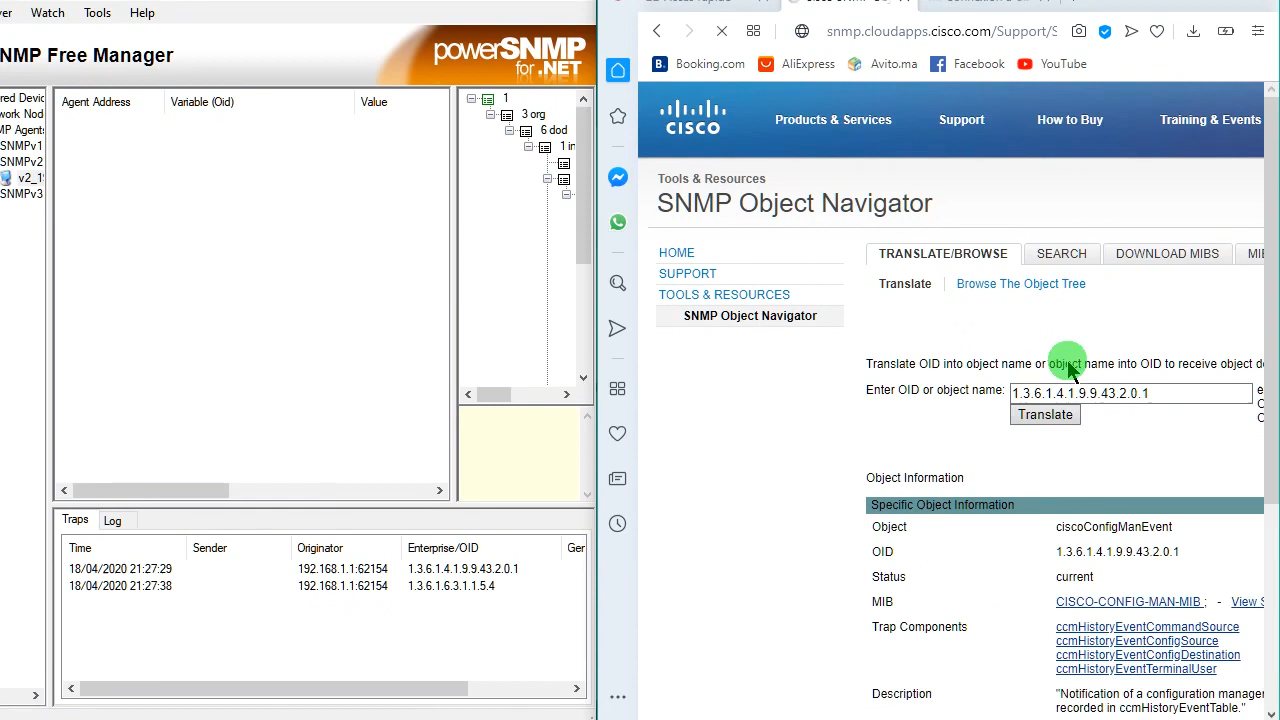 Watch Tools Help
NMP Free Manager
powerSNMP
for .NET
Agent Address Variable (Oid) Value
SNMPv1
SNMPv2
SNMPv3
1
3 org
6 dod
Traps Log
Time Sender Originator Enterprise/OID
18/04/2020 21:27:29 192.168.1.1:62154 1.3.6.1.4.1.9.9.43.2.0.1
18/04/2020 21:27:38 192.168.1.1:62154 1.3.6.1.6.3.1.1.5.4
snmp.cloudapps.cisco.com/Support/S
Booking.com AliExpress Avito.ma Facebook YouTube
CISCO
Products & Services Support How to Buy Training & Events
Tools & Resources
SNMP Object Navigator
HOME
SUPPORT
TOOLS & RESOURCES
SNMP Object Navigator
TRANSLATE/BROWSE SEARCH DOWNLOAD MIBS
Translate Browse The Object Tree
Translate OID into object name or object name into OID to receive object
Enter OID or object name: 1.3.6.1.4.1.9.9.43.2.0.1
Translate
Object Information
Specific Object Information
Object ciscoConfigManEvent
OID 1.3.6.1.4.1.9.9.43.2.0.1
Status current
MIB CISCO-CONFIG-MAN-MIB ; - View
Trap Components ccmHistoryEventCommandSource
ccmHistoryEventConfigSource
ccmHistoryEventConfigDestination
ccmHistoryEventTerminalUser
Description "Notification of a configuration
recorded in ccmHistoryEventTable."